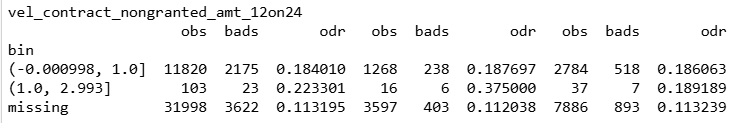 vel_contract_nongranted_amt_12on24
obs bads odr obs bads odr obs bads odr
bin
(-0.000998, 1.0] 11820 2175 0.184010 1268 238 0.187697 2784 518 0.186063
(1.0, 2.993] 103 23 0.223301 16 6 0.375000 37 7 0.189189
missing 31998 3622 0.113195 3597 403 0.112038 7886 893 0.113239